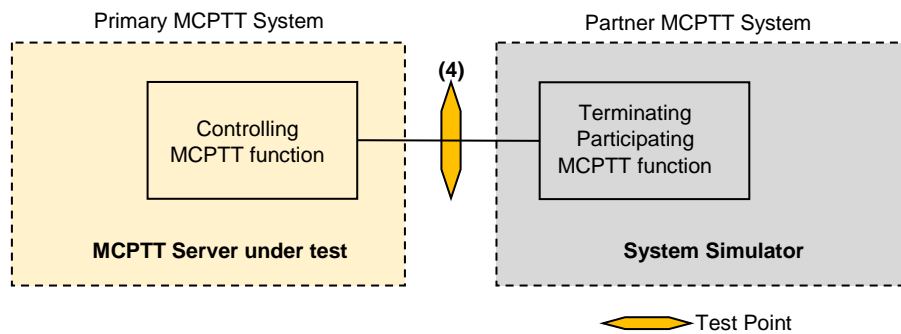 Primary MCPTT System
Partner MCPTT System
(4)
Controlling
MCPTT function
Terminating
Participating
MCPTT function
MCPTT Server under test
System Simulator
Test Point